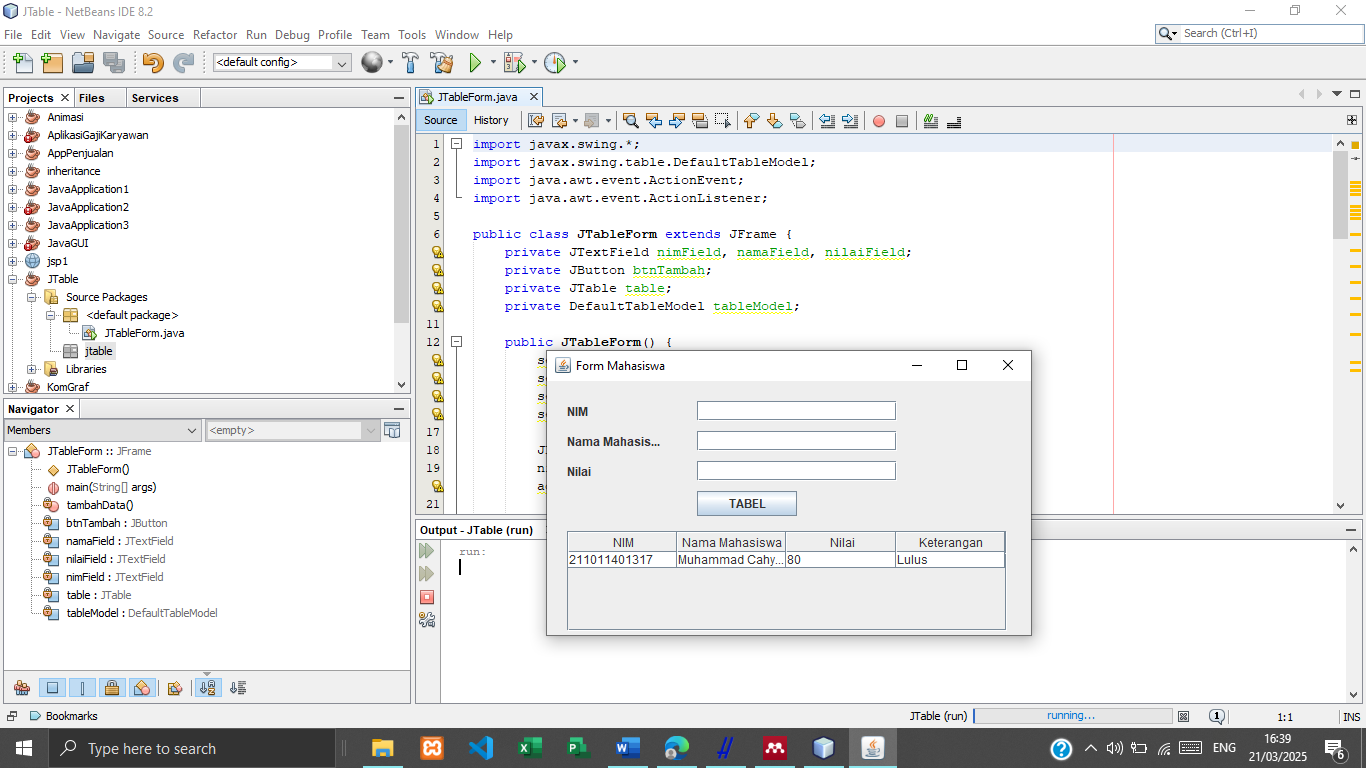 JTable - NetBeans IDE 8.2
File Edit View Navigate Source Refactor Run Debug Profile Team Tools Window Help
Search (Ctrl+I)
<default config>
Projects Files Services
Animasi
AplikasiGajiKaryawan
AppPenjualan
inheritance
JavaApplication1
JavaApplication2
JavaApplication3
JavaGUI
jsp1
JTable
Source Packages
<default package>
JTableForm.java
jtable
Libraries
KomGraf
Navigator
Members
<empty>
JTableForm :: JFrame
JTableForm()
main(String[] args)
tambahData()
btnTambah : JButton
namaField : JTextField
nilaiField : JTextField
nimField : JTextField
table : JTable
tableModel : DefaultTableModel
JTableForm.java
Source History
1 import javax.swing.*;
2 import javax.swing.table.DefaultTableModel;
3 import java.awt.event.ActionEvent;
4 import java.awt.event.ActionListener;
5
6 public class JTableForm extends JFrame {
private JTextField nimField, namaField, nilaiField;
private JButton btnTambah;
private JTable table;
private DefaultTableModel tableModel;
11
12 public JTableForm() {
17
18
19
21
Form Mahasiswa
NIM
Nama Mahasis...
Nilai
TABEL
NIM Nama Mahasiswa Nilai Keterangan
211011401317 Muhammad Cahy... 80 Lulus
Output - JTable (run)
run:
Bookmarks
JTable (run) running... 1 1:1 INS
Type here to search
ENG
16:39
21/03/2025
6